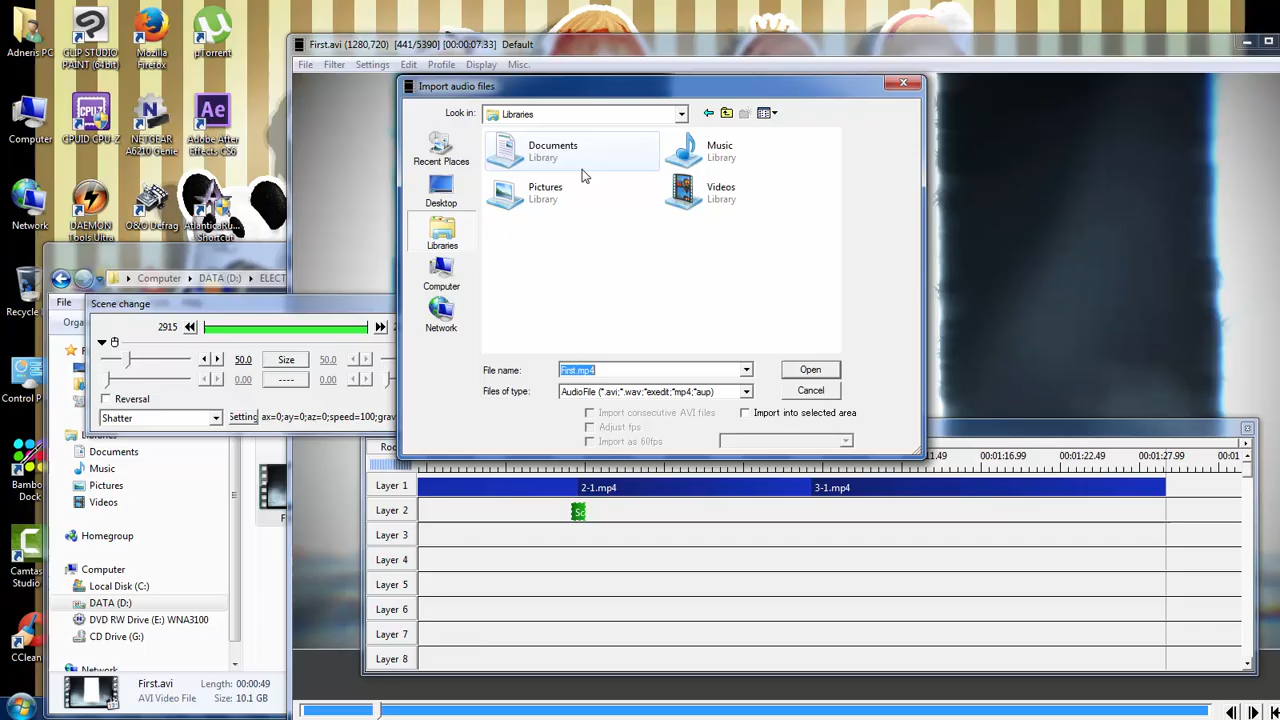 Adneris PC
CLIP STUDIO
PAINT (64bit)
Mozilla
Firefox
µTorrent
Computer
CPUID CPU-Z
NETGEAR
A6210 Genie
Adobe After
Effects CS6
Network
DAEMON
Tools Ultra
O&O Defrag
AtlanticaRu...
Shortcut
Recycle
Control P
Bambo
Dock
Camtas
Studio
CClean
First.avi (1280,720) [441/5390] [00:00:07.33] Default
File Filter Settings Edit Profile Display Misc.
Import audio files
Look in:
Libraries
Recent Places
Desktop
Libraries
Computer
Network
Documents
Library
Music
Library
Pictures
Library
Videos
Library
File name:
First.mp4
Open
Files of type:
AudioFile (*.avi;*.wav;*exedit;*mp4;*aup)
Cancel
Import consecutive AVI files
Import into selected area
Adjust fps
Import as 60fps
Computer
DATA (D:)
ELECT
File
Orga
Scene change
2915
50.0
Size
50.0
0.00
----
0.00
Reversal
Shatter
Setting
ax=0;ay=0;az=0;speed=100;grav
Libraries
Documents
Music
Pictures
Videos
Homegroup
Computer
Local Disk (C:)
DATA (D:)
DVD RW Drive (E:) WNA3100
CD Drive (G:)
Network
First.avi
Length: 00:00:49
AVI Video File
Size: 10.1 GB
00:01:16.99
00:01:22.49
00:01:27.99
Layer 1
2-1.mp4
3-1.mp4
Layer 2
Sc
Layer 3
Layer 4
Layer 5
Layer 6
Layer 7
Layer 8